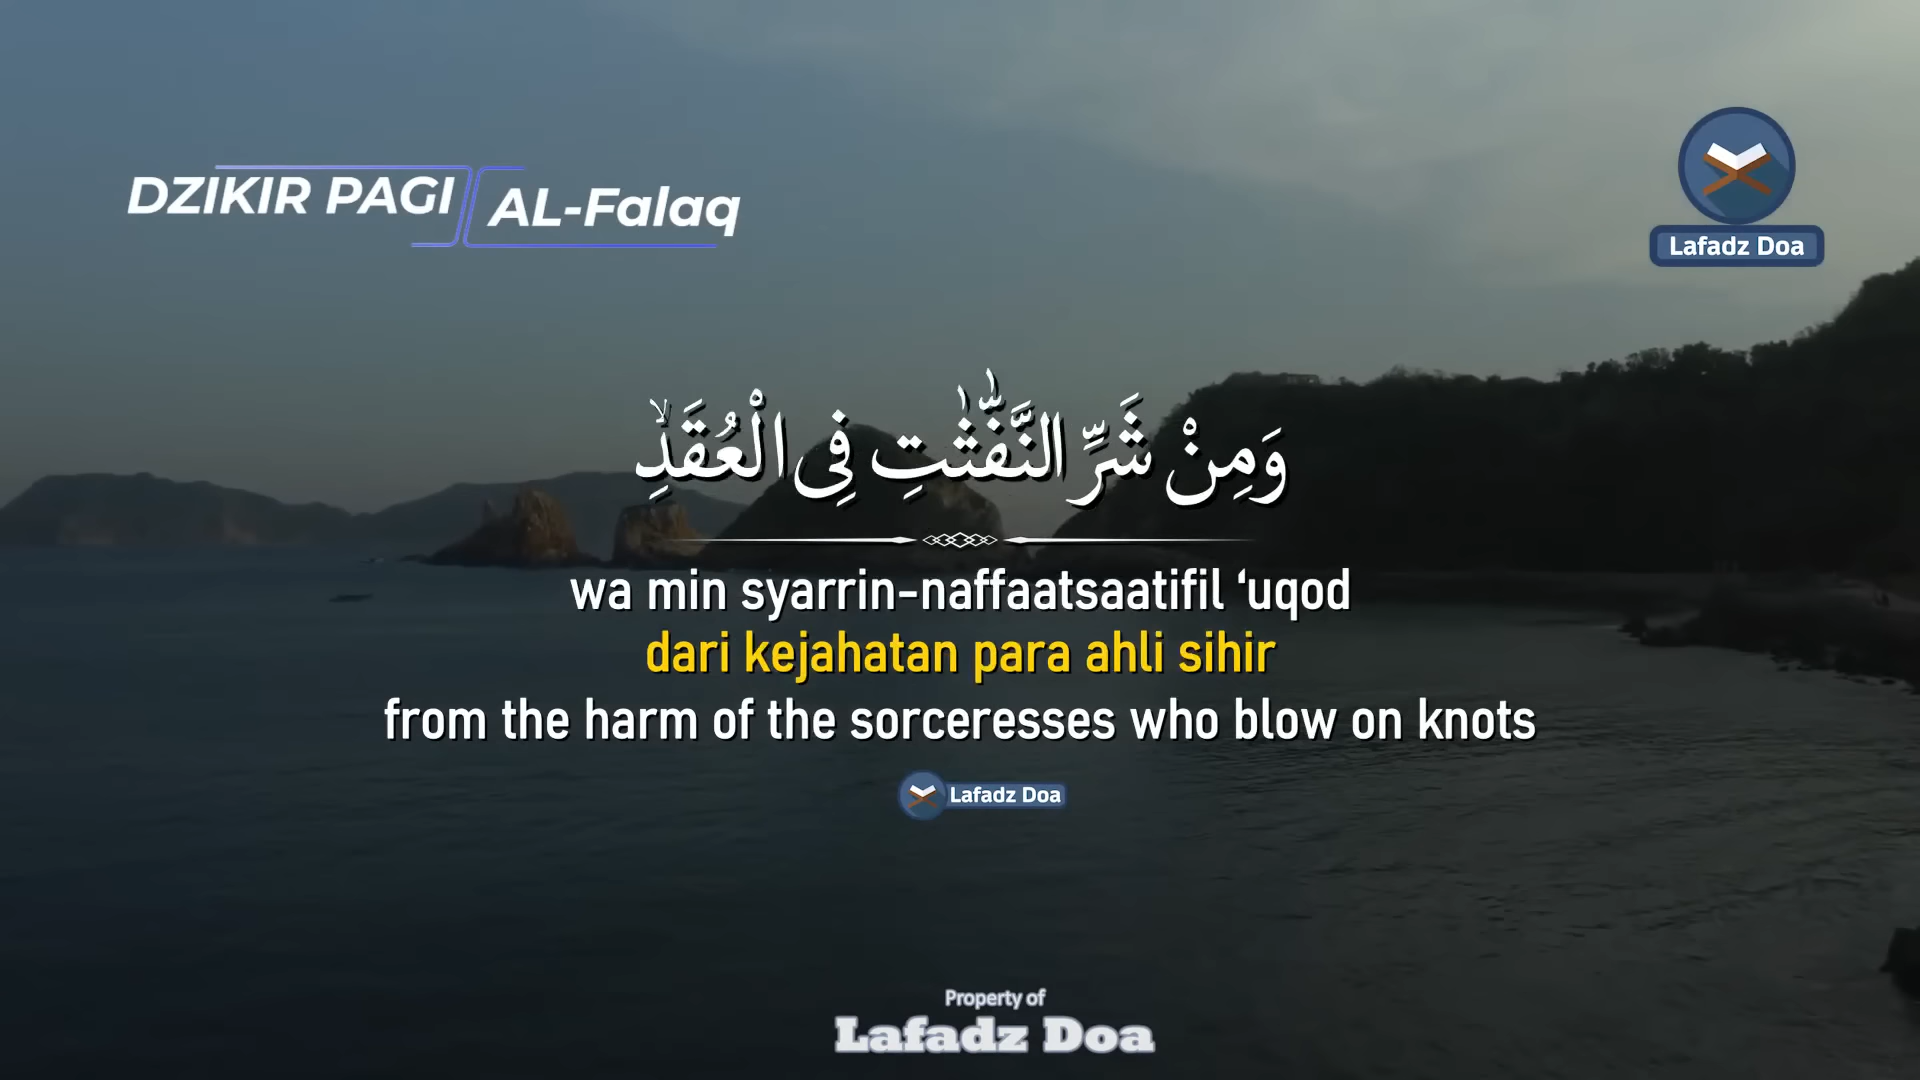 DZIKIR PAGI
AL-Falaq
Lafadz Doa
وَمِنْ شَرِّ النَّفّٰثٰتِ فِى الْعُقَدِۙ
wa min syarrin-naffaatsaatifil ‘uqod
dari kejahatan para ahli sihir
from the harm of the sorceresses who blow on knots
Lafadz Doa
Property of
Lafadz Doa